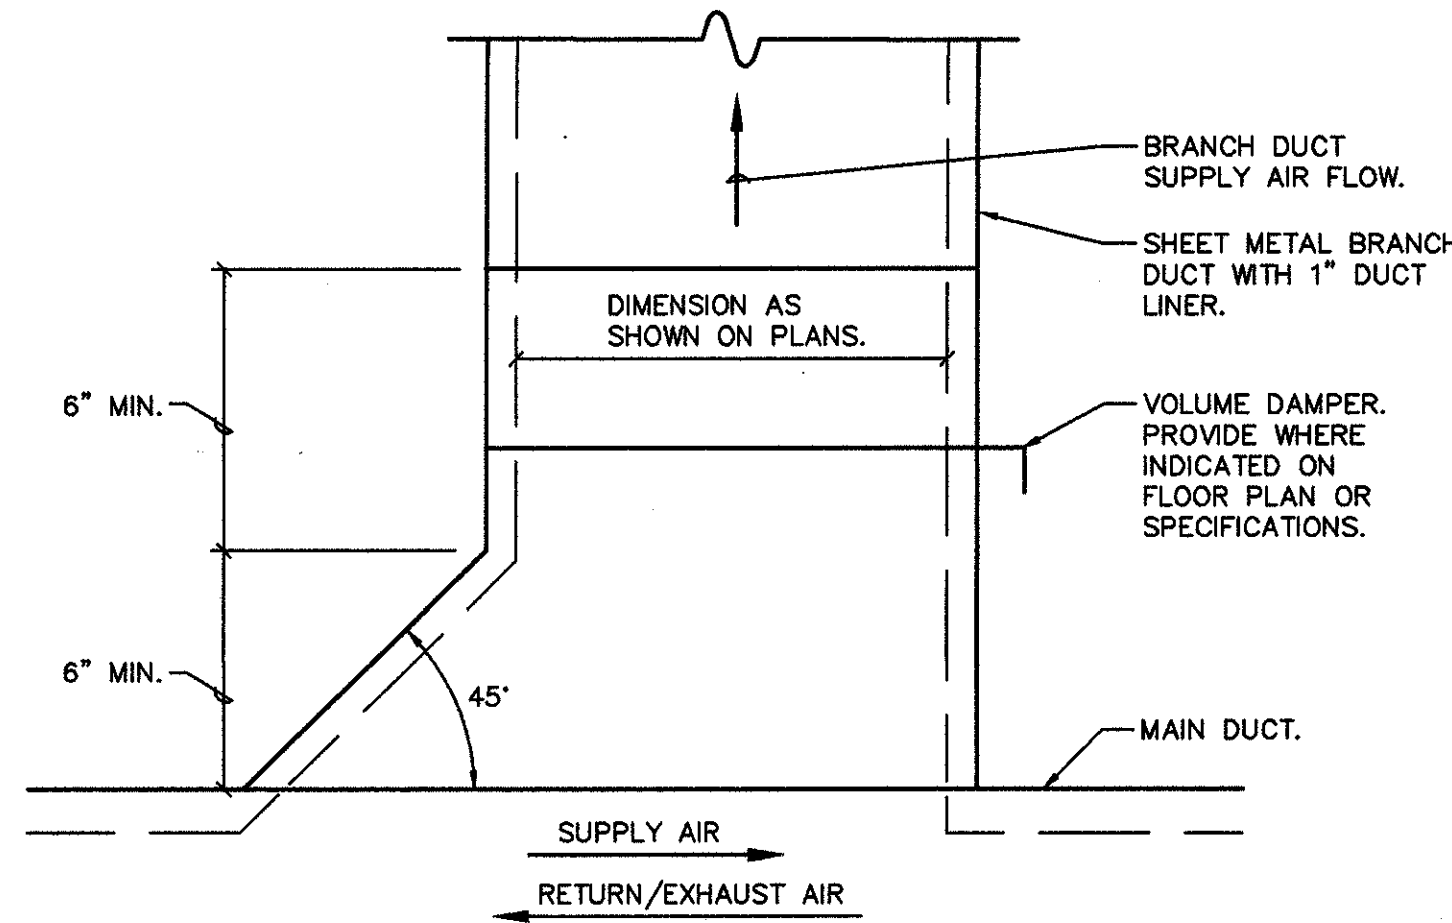 BRANCH DUCT
SUPPLY AIR FLOW.
SHEET METAL BRANCH
DUCT WITH 1" DUCT
LINER.
DIMENSION AS
SHOWN ON PLANS.
6" MIN.
VOLUME DAMPER.
PROVIDE WHERE
INDICATED ON
FLOOR PLAN OR
SPECIFICATIONS.
6" MIN.
45°
MAIN DUCT.
SUPPLY AIR
RETURN/EXHAUST AIR